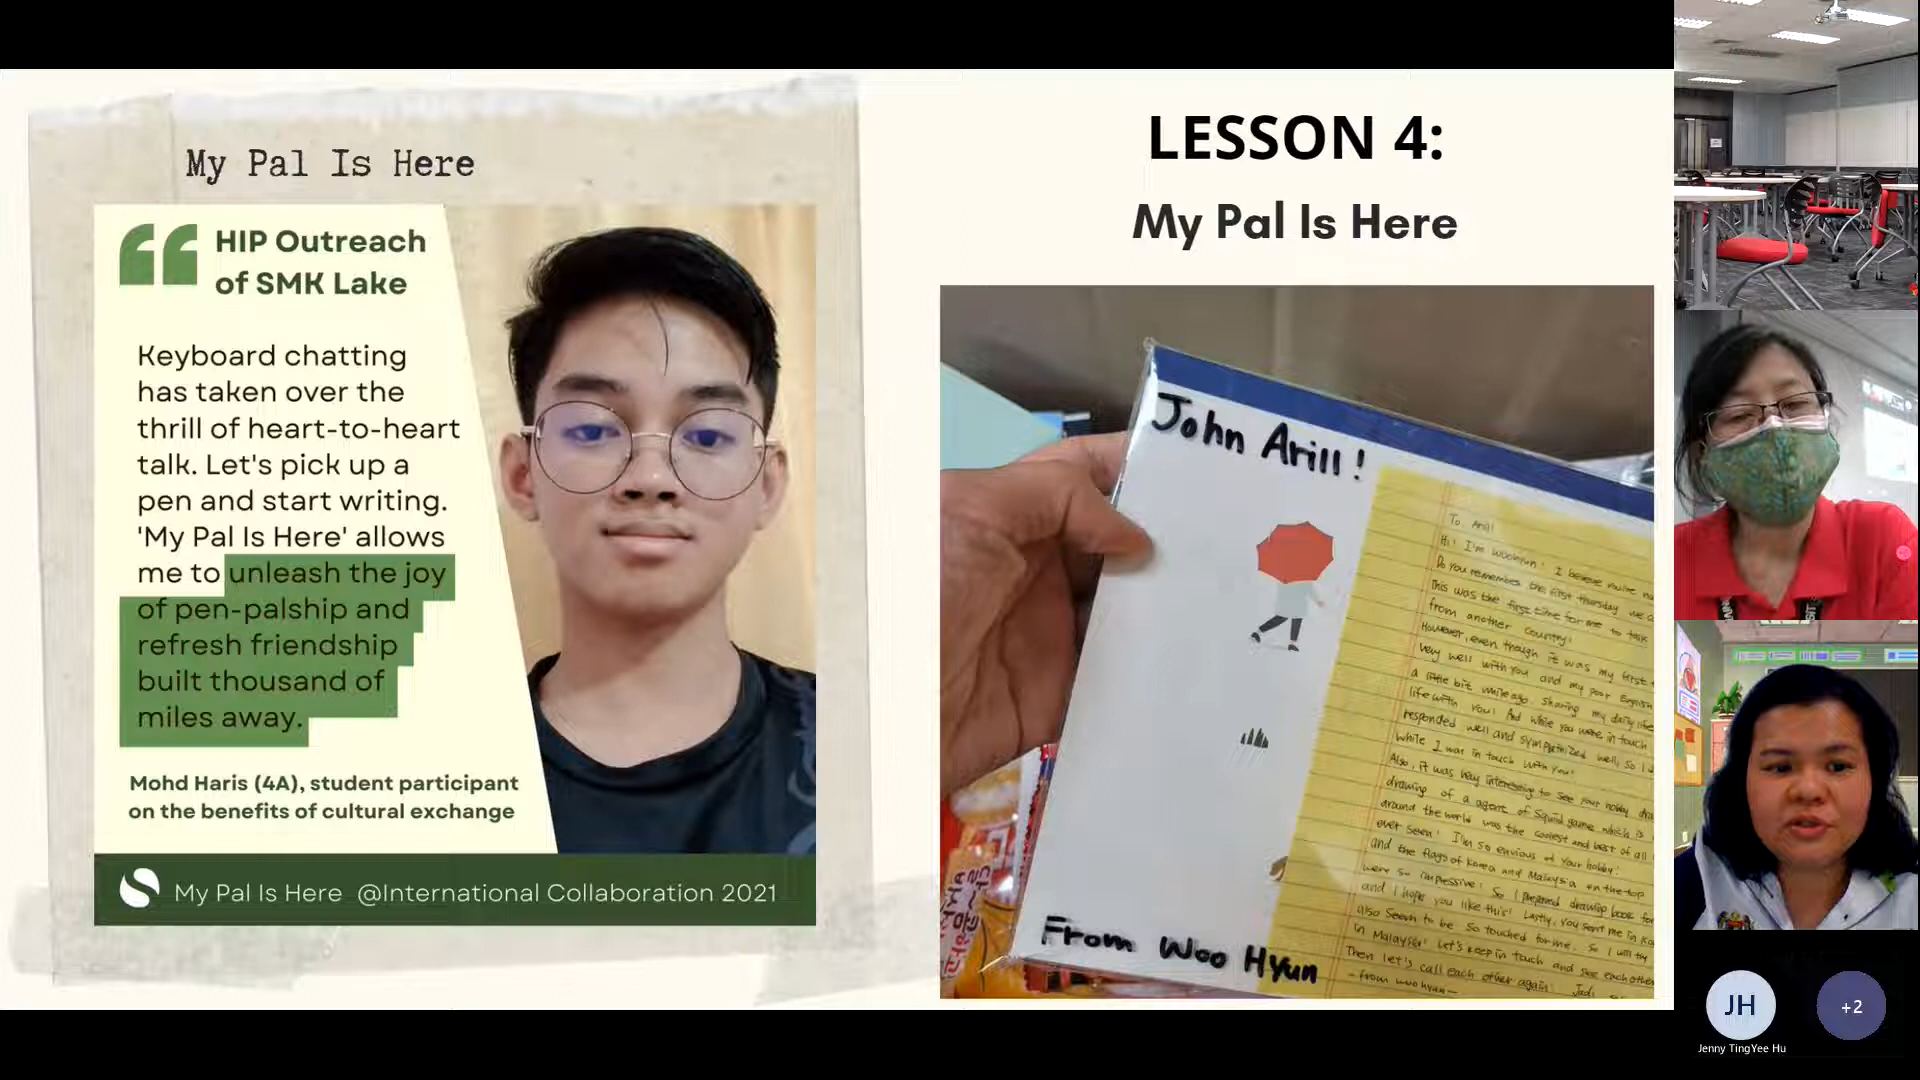 My Pal Is Here
HIP Outreach
of SMK Lake
Keyboard chatting
has taken over the
thrill of heart-to-heart
talk. Let's pick up a
pen and start writing.
'My Pal Is Here' allows
me to unleash the joy
of pen-palship and
refresh friendship
built thousand of
miles away.
Mohd Haris (4A), student participant
on the benefits of cultural exchange
My Pal Is Here @International Collaboration 2021
LESSON 4:
My Pal Is Here
John Arill!
To. Arill
Hi! I'm Woohyun! I believe you're
Do you remember the first thursday we
This was the first time for me to talk
from another country!
However, even though it was my first
very well with you and my poor English
a little bit while ago sharing my daily life
life with you! And while you were in touch
responded well and sympathized well, so I
while I was in touch with you!
Also, it was very interesting to see your hobby
drawing of a agent of Squid game which is
around the world was the coolest and best of all
ever seen! I'm so envious of your hobby!
and the flags of Korea and Malaysia on the top
were so impressive! So I prepared drawing book for
and I hope you like this! Lastly, you sent me in
also seem to be so touched for me. So I will try
in Malaysia! Let's keep in touch and see each other
Then let's call each other again!
- from woohyun -
From Woo Hyun
JH
+2
Jenny TingYee Hu